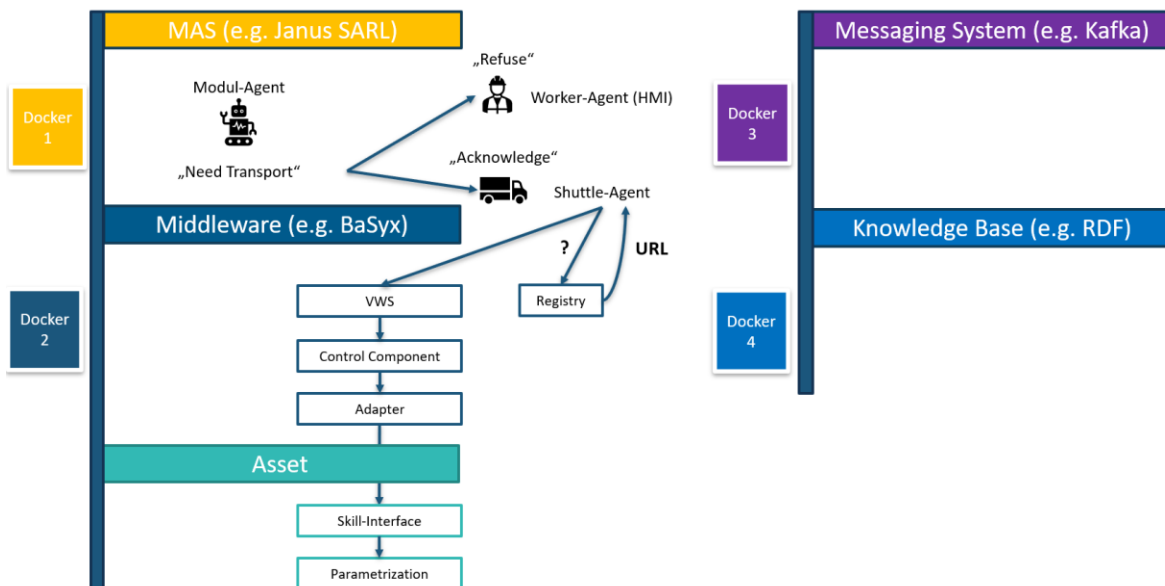 MAS (e.g. Janus SARL)
Messaging System (e.g. Kafka)
„Refuse“
Modul-Agent
Worker-Agent (HMI)
Docker
1
Docker
3
„Acknowledge“
„Need Transport“
Shuttle-Agent
Middleware (e.g. BaSyx)
Knowledge Base (e.g. RDF)
?
URL
VWS
Registry
Docker
2
Docker
4
Control Component
Adapter
Asset
Skill-Interface
Parametrization